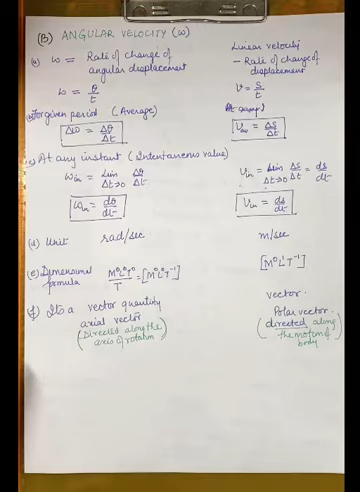 (B) ANGULAR VELOCITY (ω)
(a) ω = Rate of change of angular displacement
Linear velocity
- Rate of change of displacement
ω = θ/t
v = s/t
(b) For given period (Average)
Δω = Δθ/Δt
Vav = Δs/Δt
(c) At any instant (Intentaneous value)
ωin = Lim Δt→0 Δθ/Δt
Vin = Lim Δt→0 Δs/Δt = ds/dt
ωin = dθ/dt
Vin = ds/dt
(d) Unit rad/sec m/sec
(e) Dimensional formula M⁰L⁰T⁰/T = [M⁰L⁰T⁻¹]
[M⁰L¹T⁻¹]
(f) Its a vector quantity
vector.
axial vector
Polar vector.
(Directed along the axis of rotation)
(directed along the motion of body)